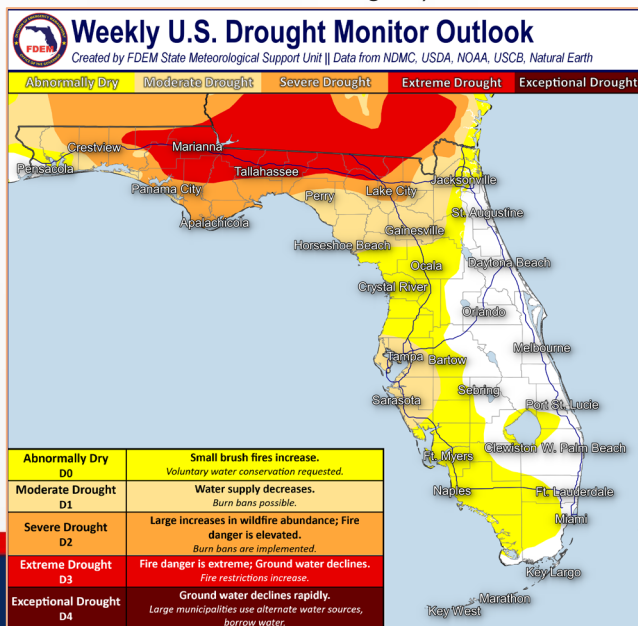 FDEM
Weekly U.S. Drought Monitor Outlook
Created by FDEM State Meteorological Support Unit || Data from NDMC, USDA, NOAA, USCB, Natural Earth
Abnormally Dry Moderate Drought Severe Drought Extreme Drought Exceptional Drought
Crestview
Marianna
Pensacola
Tallahassee
Jacksonville
Panama City
Perry
Lake City
Apalachicola
St. Augustine
Gainesville
Horseshoe Beach
Ocala
Daytona Beach
Crystal River
Orlando
Melbourne
Tampa
Bartow
Sebring
Sarasota
Port St. Lucie
Clewiston
W. Palm Beach
Ft. Myers
Naples
Ft. Lauderdale
Miami
Key Largo
Marathon
Key West
Abnormally Dry
D0
Small brush fires increase.
Voluntary water conservation requested.
Moderate Drought
D1
Water supply decreases.
Burn bans possible.
Severe Drought
D2
Large increases in wildfire abundance; Fire
danger is elevated.
Burn bans are implemented.
Extreme Drought
D3
Fire danger is extreme; Ground water declines.
Fire restrictions increase.
Exceptional Drought
D4
Ground water declines rapidly.
Large municipalities use alternate water sources,
borrow water.